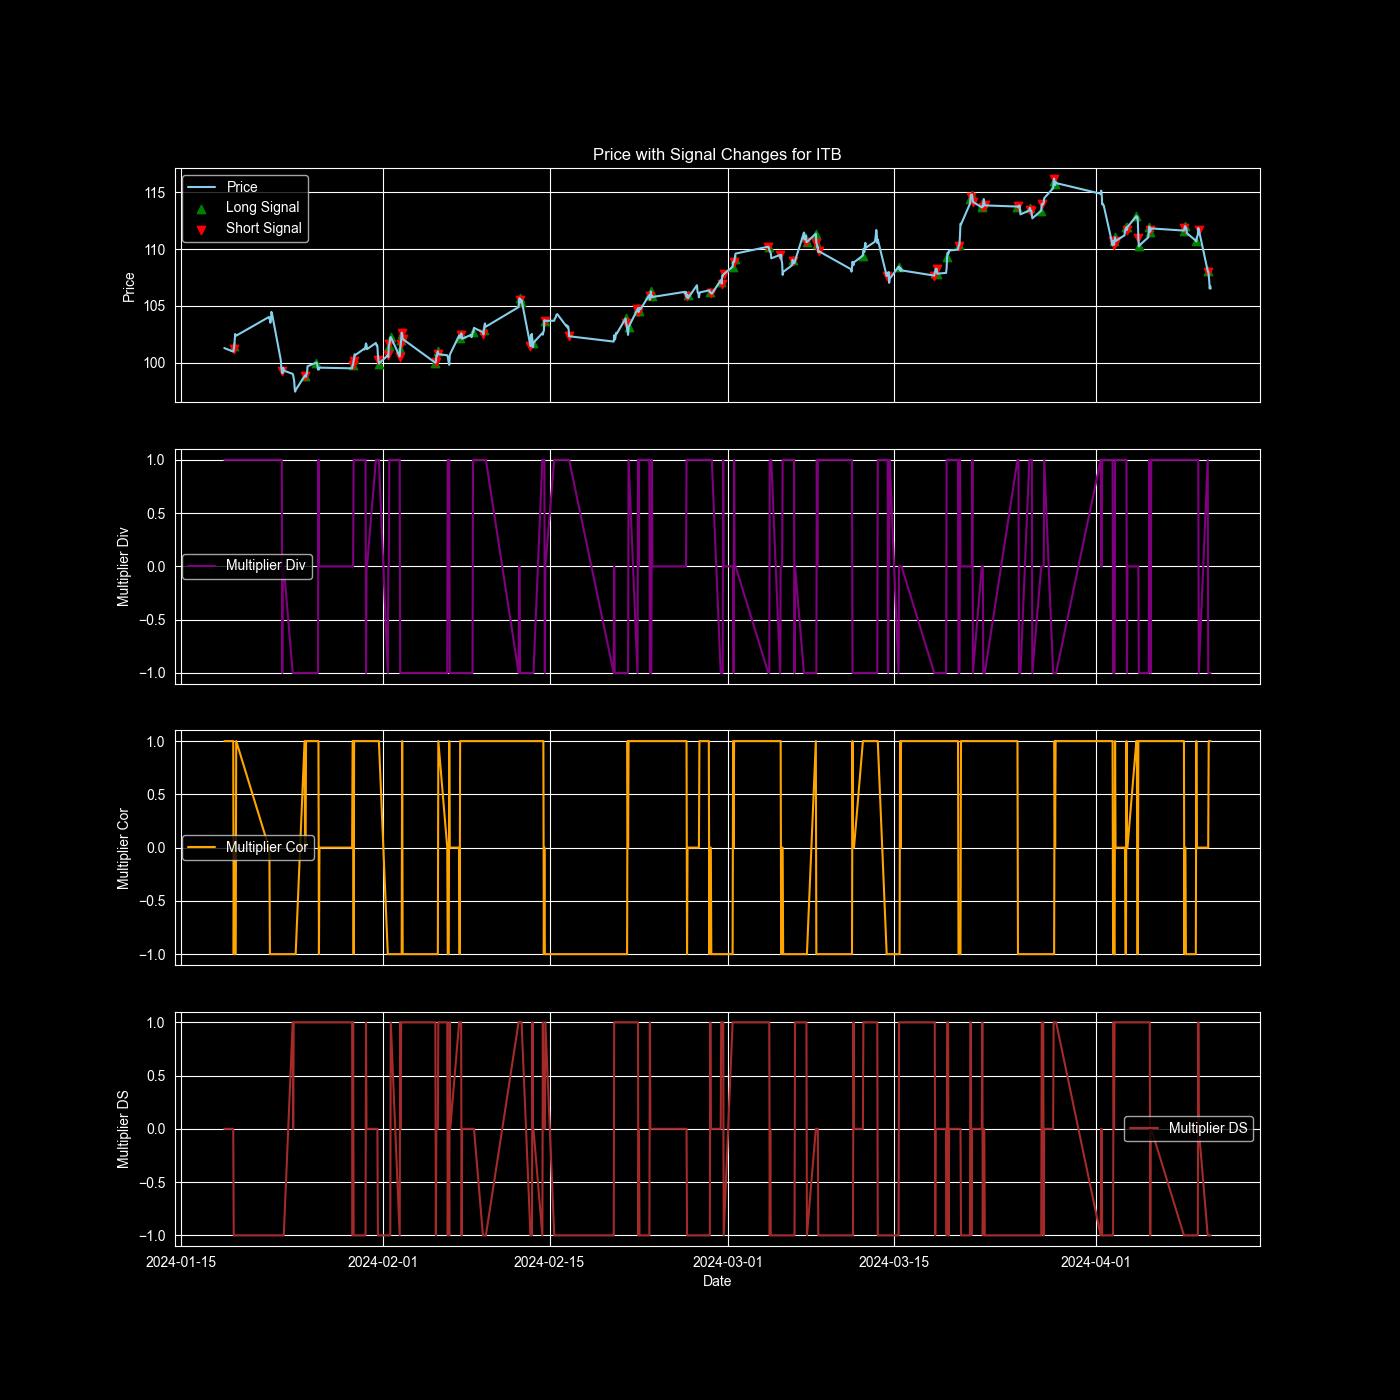 Price with Signal Changes for ITB
Price
Long Signal
Short Signal
115
110
105
100
Price
1.0
0.5
0.0
−0.5
−1.0
Multiplier Div
Multiplier Div
1.0
0.5
0.0
−0.5
−1.0
Multiplier Cor
Multiplier Cor
1.0
0.5
0.0
−0.5
−1.0
Multiplier DS
Multiplier DS
2024-01-15 2024-02-01 2024-02-15 2024-03-01 2024-03-15 2024-04-01
Date